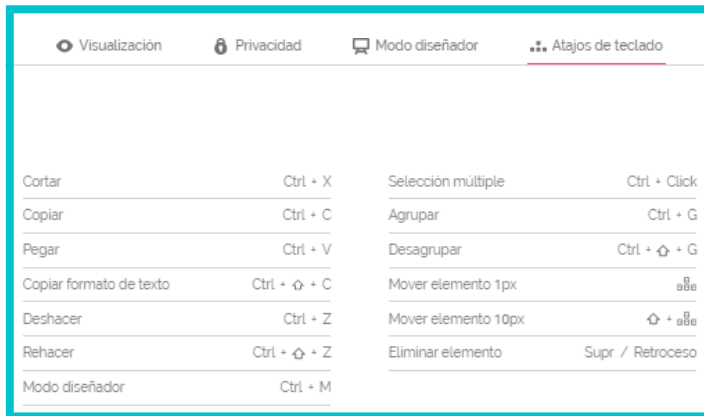 Visualización Privacidad Modo diseñador Atajos de teclado
Cortar Ctrl + X
Copiar Ctrl + C
Pegar Ctrl + V
Copiar formato de texto Ctrl + ⇧ + C
Deshacer Ctrl + Z
Rehacer Ctrl + ⇧ + Z
Modo diseñador Ctrl + M
Selección múltiple Ctrl + Click
Agrupar Ctrl + G
Desagrupar Ctrl + ⇧ + G
Mover elemento 1px
Mover elemento 10px ⇧ +
Eliminar elemento Supr / Retroceso